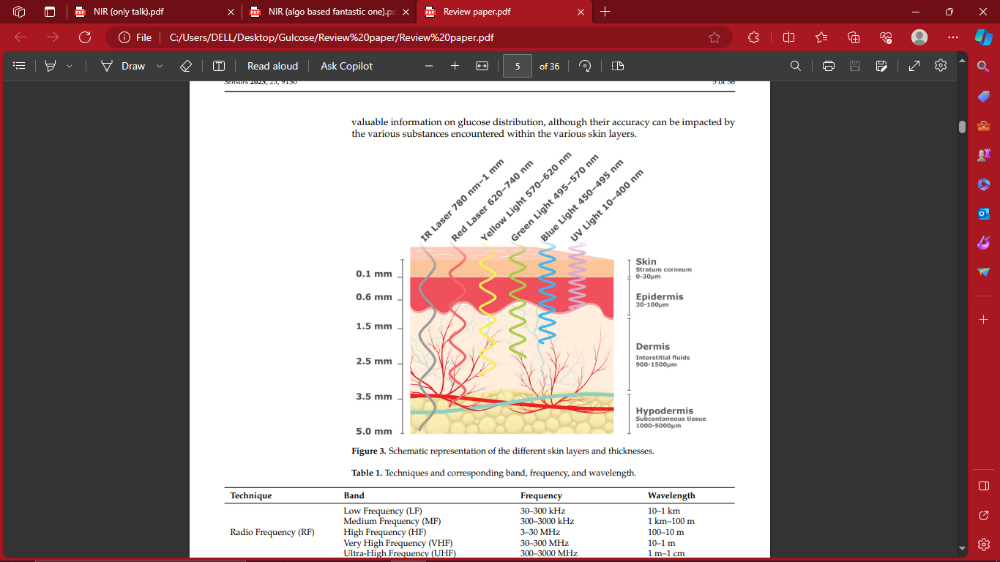 NIR (only talk).pdf
NIR (algo based fantastic one).pd
Review paper.pdf
File
C:/Users/DELL/Desktop/Gulcose/Review%20paper/Review%20paper.pdf
Draw
Read aloud
Ask Copilot
5
of 36
Sensors 2023, 23, 9130
5 of 36
valuable information on glucose distribution, although their accuracy can be impacted by
the various substances encountered within the various skin layers.
IR Laser 780 nm–1 mm
Red Laser 620–740 nm
Yellow Light 570–620 nm
Green Light 495–570 nm
Blue Light 450–495 nm
UV Light 10–400 nm
0.1 mm
0.6 mm
1.5 mm
2.5 mm
3.5 mm
5.0 mm
Skin
Stratum corneum
0-30µm
Epidermis
30-100µm
Dermis
Interstitial fluids
900-1500µm
Hypodermis
Subcontaneous tissue
1000-5000µm
Figure 3. Schematic representation of the different skin layers and thicknesses.
Table 1. Techniques and corresponding band, frequency, and wavelength.
Technique Band Frequency Wavelength
Low Frequency (LF) 30–300 kHz 10–1 km
Medium Frequency (MF) 300–3000 kHz 1 km–100 m
Radio Frequency (RF) High Frequency (HF) 3–30 MHz 100–10 m
Very High Frequency (VHF) 30–300 MHz 10–1 m
Ultra-High Frequency (UHF) 300–3000 MHz 1 m–1 cm